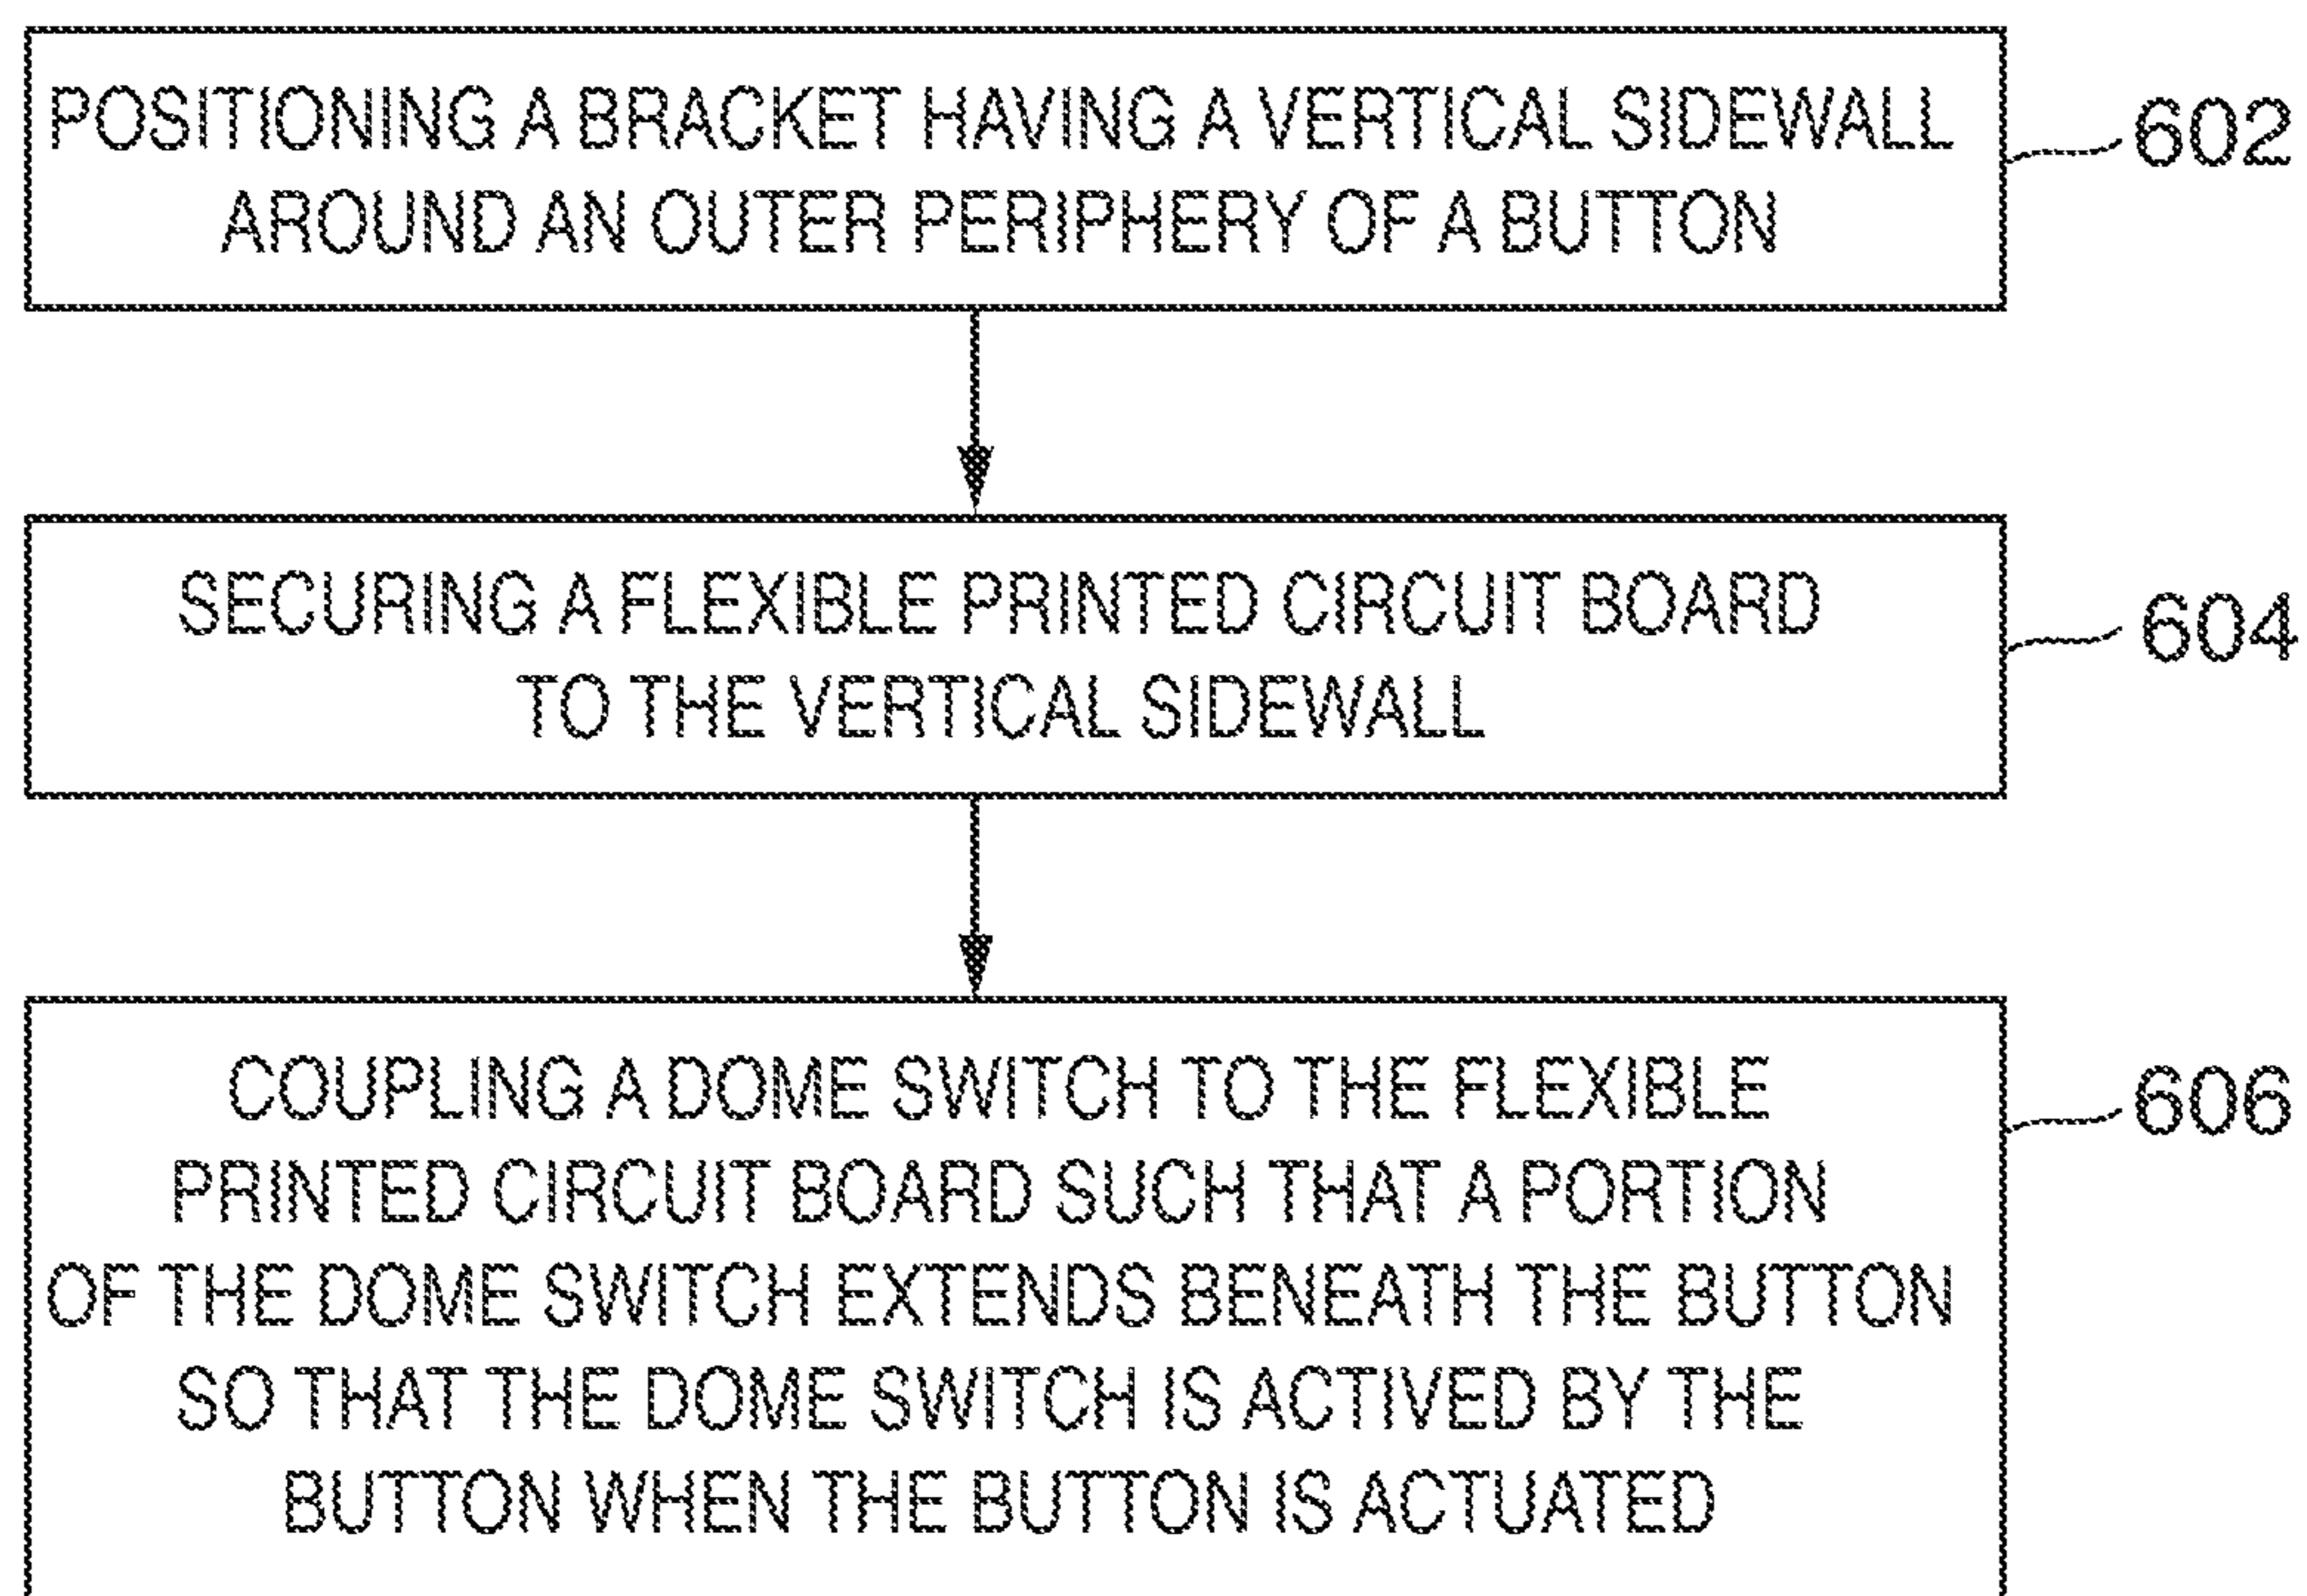 POSITIONING A BRACKET HAVING A VERTICAL SIDEWALL
AROUND AN OUTER PERIPHERY OF A BUTTON
602
SECURING A FLEXIBLE PRINTED CIRCUIT BOARD
TO THE VERTICAL SIDEWALL
604
COUPLING A DOME SWITCH TO THE FLEXIBLE
PRINTED CIRCUIT BOARD SUCH THAT A PORTION
OF THE DOME SWITCH EXTENDS BENEATH THE BUTTON
SO THAT THE DOME SWITCH IS ACTIVED BY THE
BUTTON WHEN THE BUTTON IS ACTUATED
606